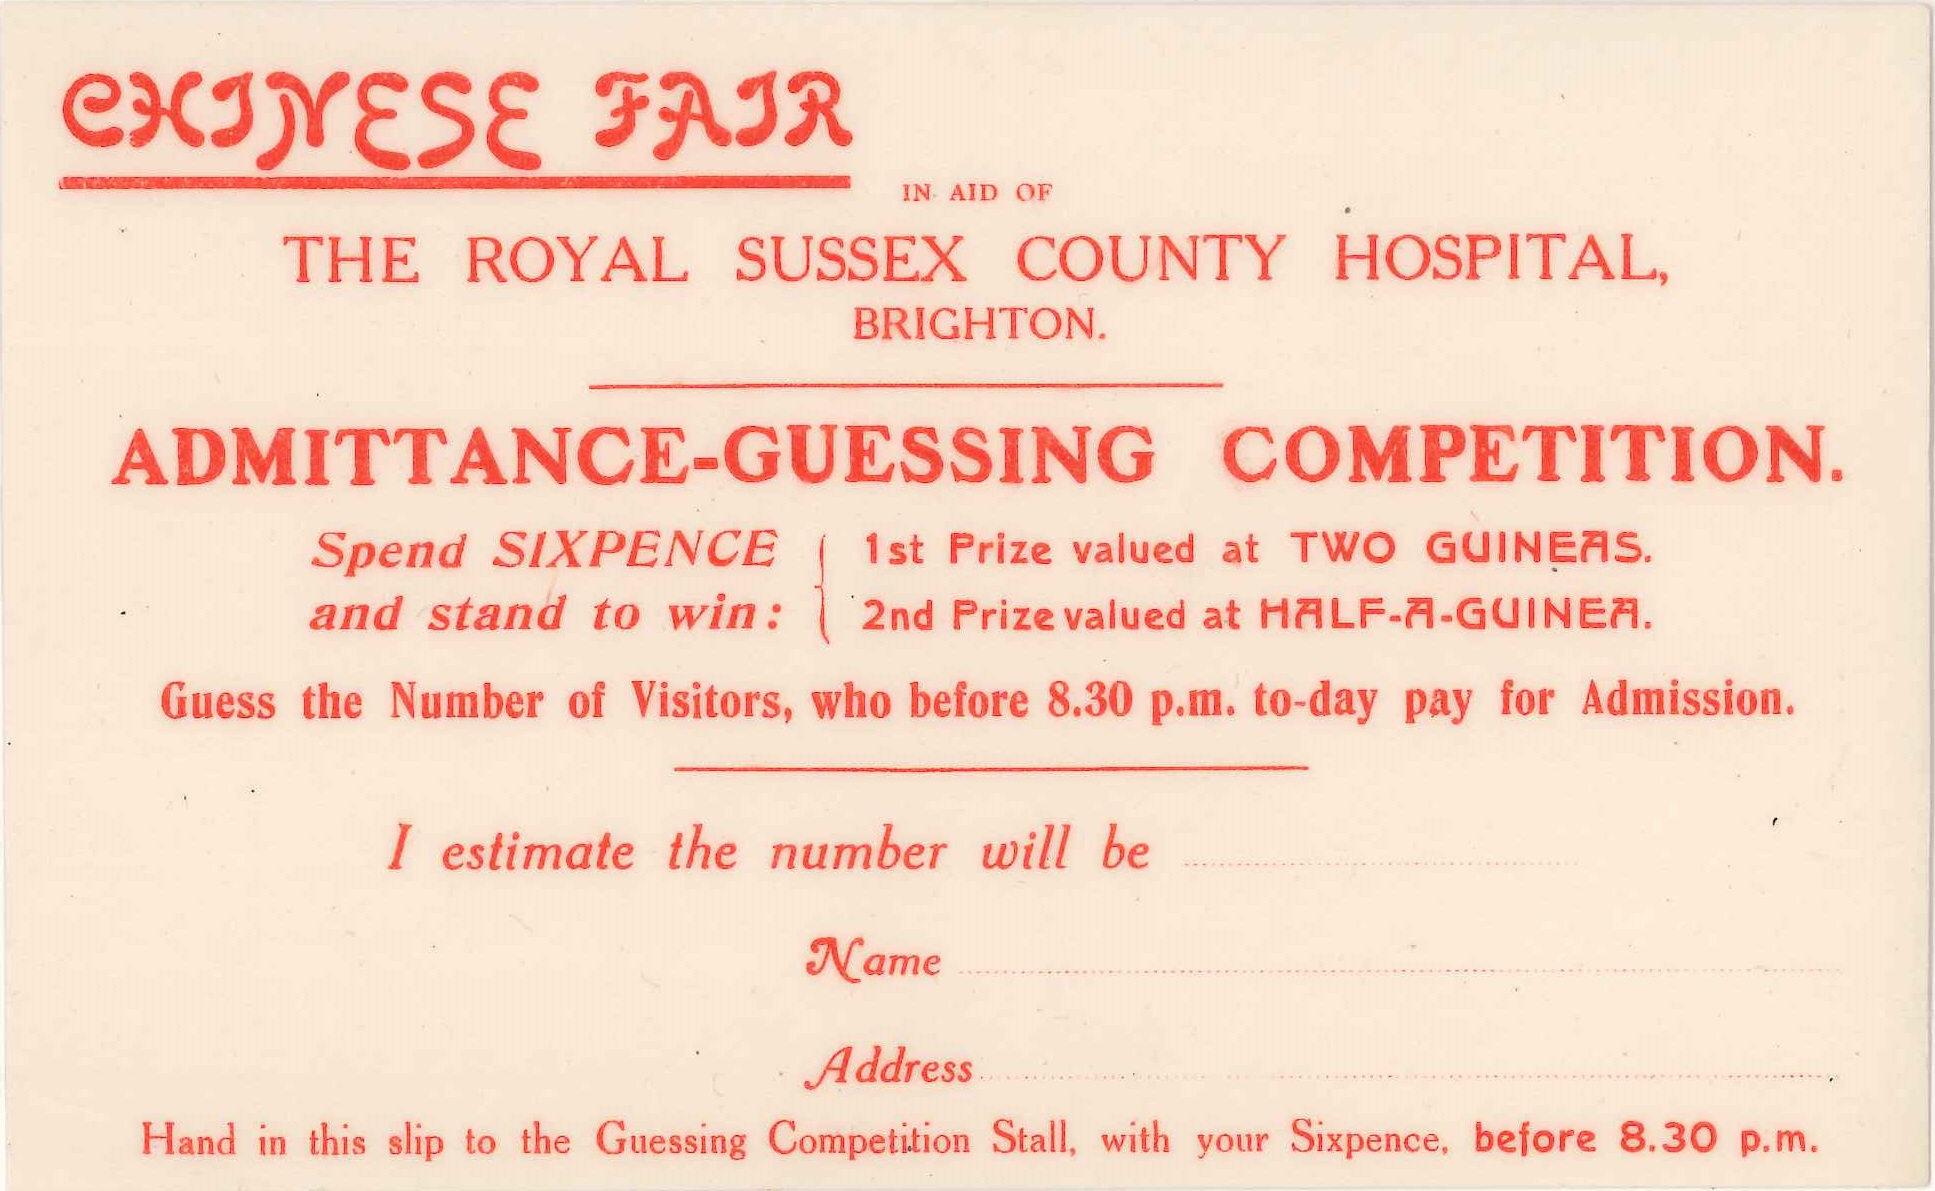 CHINESE FAIR
IN AID OF
THE ROYAL SUSSEX COUNTY HOSPITAL,
BRIGHTON.
ADMITTANCE-GUESSING COMPETITION.
Spend SIXPENCE and stand to win:
1st Prize valued at TWO GUINEAS.
2nd Prize valued at HALF-A-GUINEA.
Guess the Number of Visitors, who before 8.30 p.m. to-day pay for Admission.
I estimate the number will be
Name
Address
Hand in this slip to the Guessing Competition Stall, with your Sixpence, before 8.30 p.m.